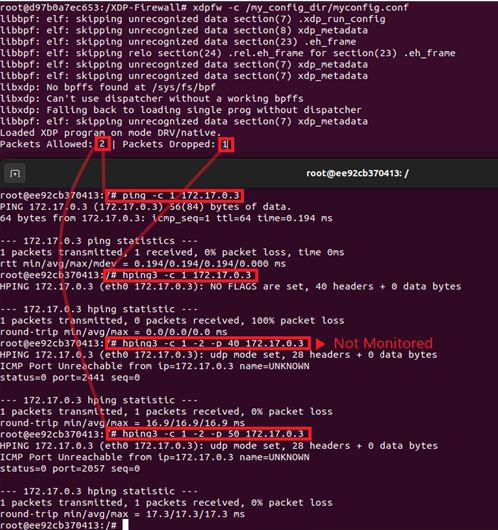 root@d97b0a7ec653:/XDP-Firewall# xdpfw -c /my_config_dir/myconfig.conf
libbpf: elf: skipping unrecognized data section(7) .xdp_run_config
libbpf: elf: skipping unrecognized data section(8) xdp_metadata
libbpf: elf: skipping unrecognized data section(23) .eh_frame
libbpf: elf: skipping relo section(24) .rel.eh_frame for section(23) .eh_frame
libbpf: elf: skipping unrecognized data section(7) xdp_metadata
libbpf: elf: skipping unrecognized data section(7) xdp_metadata
libxdp: No bpffs found at /sys/fs/bpf
libxdp: Can't use dispatcher without a working bpffs
libxdp: Falling back to loading single prog without dispatcher
libbpf: elf: skipping unrecognized data section(7) xdp_metadata
Loaded XDP program on mode DRV/native.
Packets Allowed: 2 | Packets Dropped: 1
root@ee92cb370413: /
root@ee92cb370413:/# ping -c 1 172.17.0.3
PING 172.17.0.3 (172.17.0.3) 56(84) bytes of data.
64 bytes from 172.17.0.3: icmp_seq=1 ttl=64 time=0.194 ms
--- 172.17.0.3 ping statistics ---
1 packets transmitted, 1 received, 0% packet loss, time 0ms
rtt min/avg/max/mdev = 0.194/0.194/0.194/0.000 ms
root@ee92cb370413:/# hping3 -c 1 172.17.0.3
HPING 172.17.0.3 (eth0 172.17.0.3): NO FLAGS are set, 40 headers + 0 data bytes
--- 172.17.0.3 hping statistic ---
1 packets transmitted, 0 packets received, 100% packet loss
round-trip min/avg/max = 0.0/0.0/0.0 ms
root@ee92cb370413:/# hping3 -c 1 -2 -p 40 172.17.0.3 Not Monitored
HPING 172.17.0.3 (eth0 172.17.0.3): udp mode set, 28 headers + 0 data bytes
ICMP Port Unreachable from ip=172.17.0.3 name=UNKNOWN
status=0 port=2441 seq=0
--- 172.17.0.3 hping statistic ---
1 packets transmitted, 1 packets received, 0% packet loss
round-trip min/avg/max = 16.9/16.9/16.9 ms
root@ee92cb370413:/# hping3 -c 1 -2 -p 50 172.17.0.3
HPING 172.17.0.3 (eth0 172.17.0.3): udp mode set, 28 headers + 0 data bytes
ICMP Port Unreachable from ip=172.17.0.3 name=UNKNOWN
status=0 port=2057 seq=0
--- 172.17.0.3 hping statistic ---
1 packets transmitted, 1 packets received, 0% packet loss
round-trip min/avg/max = 17.3/17.3/17.3 ms
root@ee92cb370413:/#